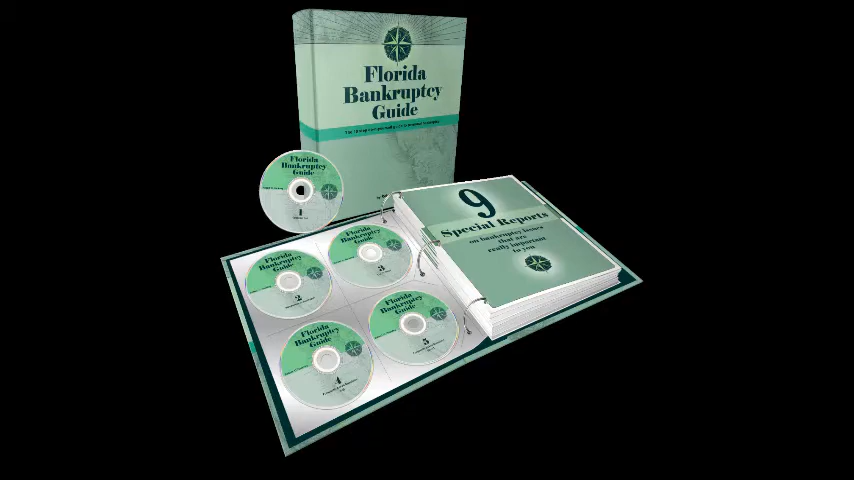 Florida
Bankruptcy
Guide
Florida
Bankruptcy
Guide
1
9
Special Reports
on bankruptcy issues
that are
really important
to you
Florida
Bankruptcy
Guide
2
Florida
Bankruptcy
Guide
3
Florida
Bankruptcy
Guide
4
Florida
Bankruptcy
Guide
5